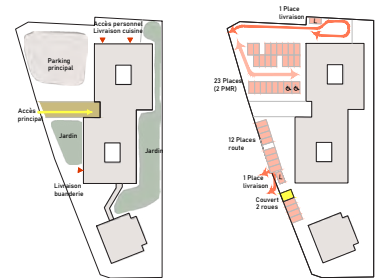 Accès personnel
Livraison cuisine
Parking
principal
Accès
principal
Jardin
Jardin
Livraison
buanderie
1 Place
livraison
L
23 Places
(2 PMR)
12 Places
route
1 Place
livraison
L
Couvert
2 roues